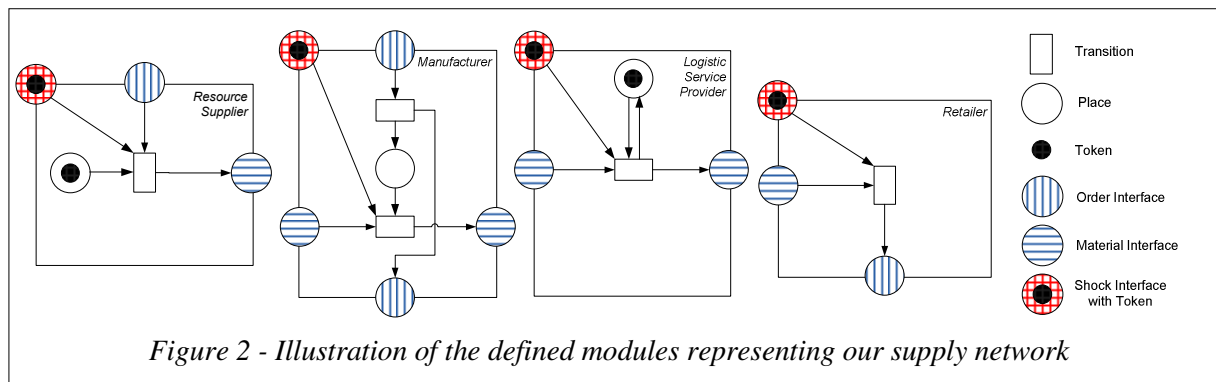 Resource
Supplier
Manufacturer
Logistic
Service
Provider
Retailer
Transition
Place
Token
Order Interface
Material Interface
Shock Interface
with Token
Figure 2 - Illustration of the defined modules representing our supply network